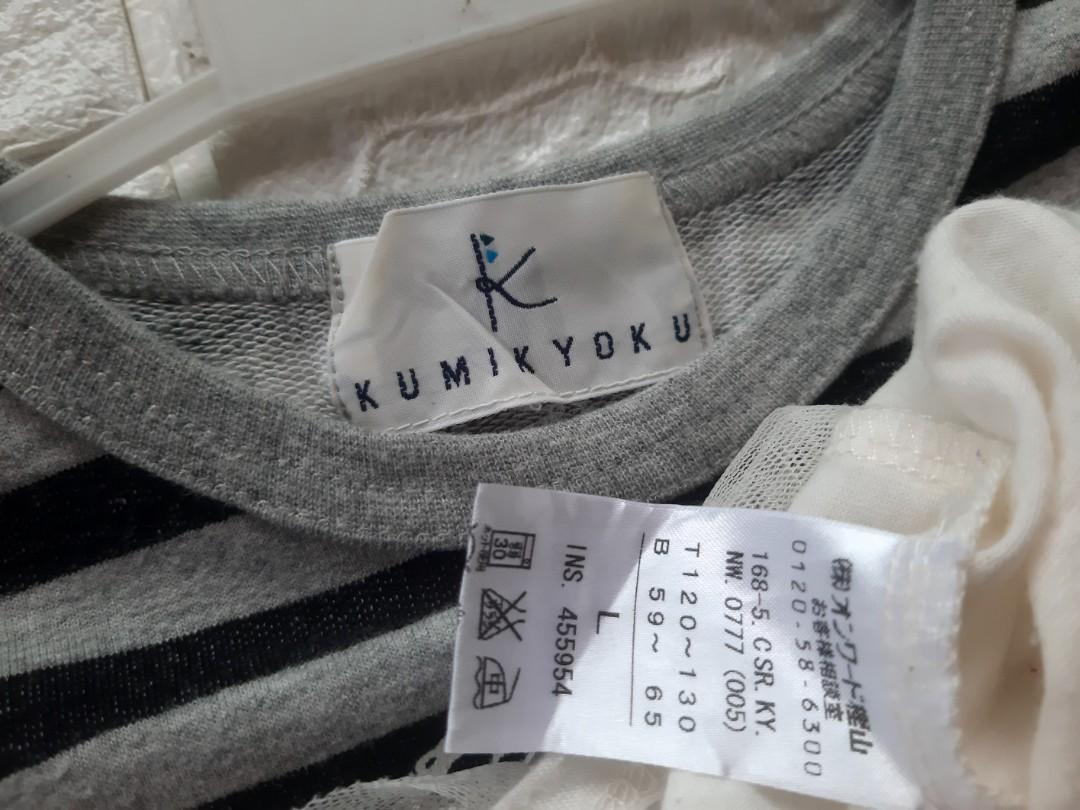 KUMIKYOKU
㈱オンワード樫山
お客様相談室
0120-58-6300
168-5. CSR. KY.
NW. 0777 (005)
T 120~130
B 59~ 65
L
INS. 455954